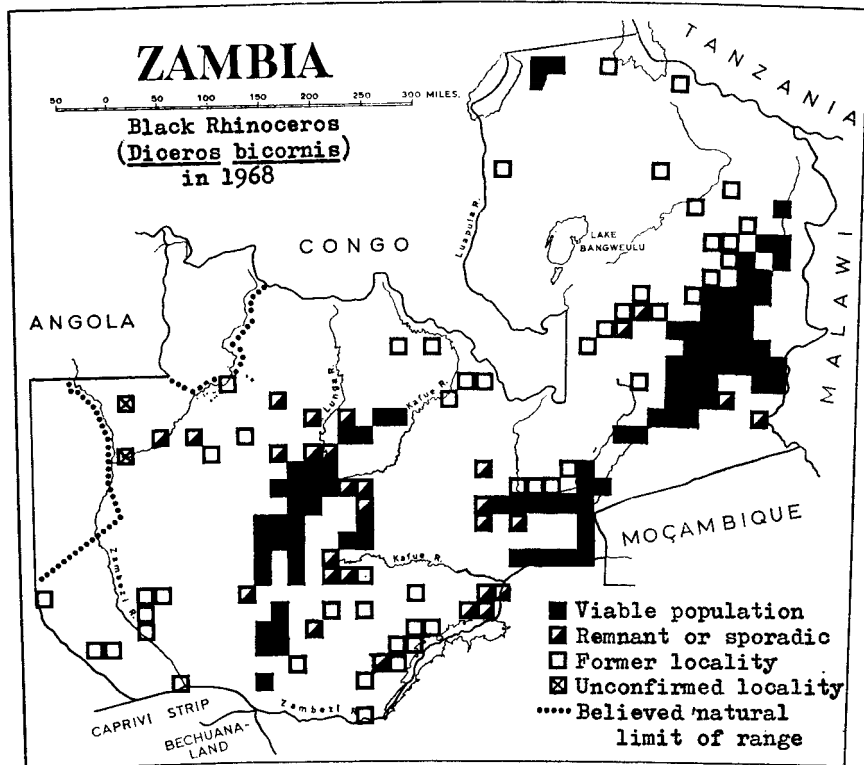 ZAMBIA
50 0 50 100 150 200 250 300 MILES.
Black Rhinoceros
(Diceros bicornis)
in 1968
TANZANIA
Luapula R.
LAKE
BANGWEULU
CONGO
MALAWI
ANGOLA
Lunga R.
Kafue R.
MOÇAMBIQUE
Zambezi R.
Kafue R.
Viable population
Remnant or sporadic
Former locality
Unconfirmed locality
Believed natural
limit of range
Zambezi R.
CAPRIVI STRIP
BECHUANA-
LAND